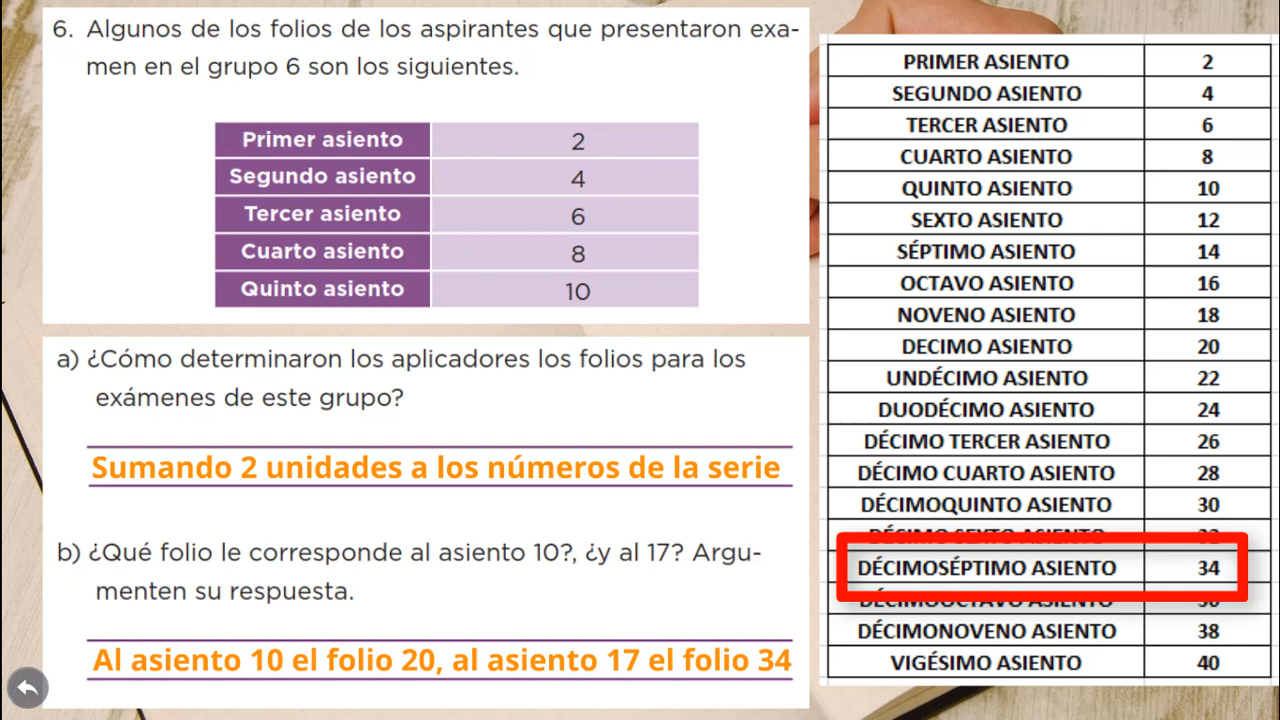 6. Algunos de los folios de los aspirantes que presentaron exa-
men en el grupo 6 son los siguientes.
Primer asiento 2
Segundo asiento 4
Tercer asiento 6
Cuarto asiento 8
Quinto asiento 10
a) ¿Cómo determinaron los aplicadores los folios para los
exámenes de este grupo?
Sumando 2 unidades a los números de la serie
b) ¿Qué folio le corresponde al asiento 10?, ¿y al 17? Argu-
menten su respuesta.
Al asiento 10 el folio 20, al asiento 17 el folio 34
PRIMER ASIENTO 2
SEGUNDO ASIENTO 4
TERCER ASIENTO 6
CUARTO ASIENTO 8
QUINTO ASIENTO 10
SEXTO ASIENTO 12
SÉPTIMO ASIENTO 14
OCTAVO ASIENTO 16
NOVENO ASIENTO 18
DECIMO ASIENTO 20
UNDÉCIMO ASIENTO 22
DUODÉCIMO ASIENTO 24
DÉCIMO TERCER ASIENTO 26
DÉCIMO CUARTO ASIENTO 28
DÉCIMOQUINTO ASIENTO 30
DÉCIMO SEXTO ASIENTO 32
DÉCIMOSÉPTIMO ASIENTO 34
DÉCIMOOCTAVO ASIENTO 36
DÉCIMONOVENO ASIENTO 38
VIGÉSIMO ASIENTO 40